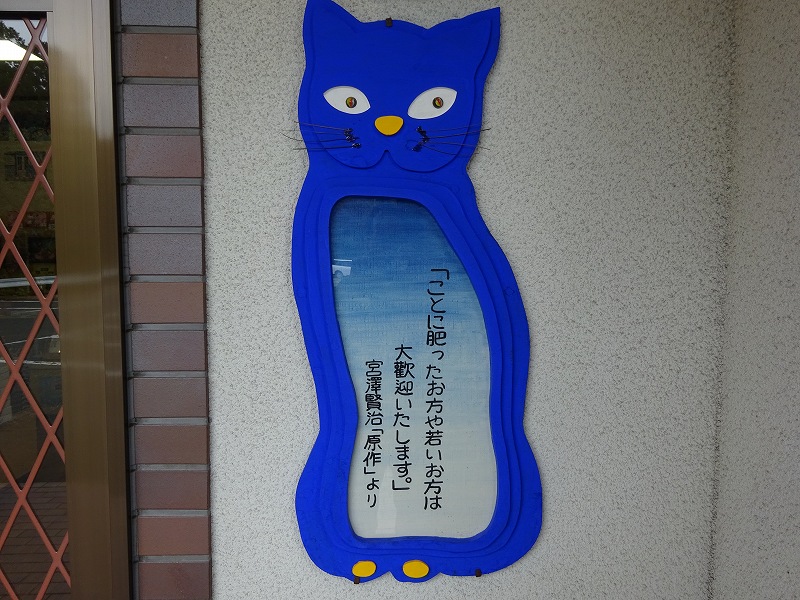 「ことに肥ったお方や若いお方は
大歡迎いたします。」
宮澤賢治「原作」より